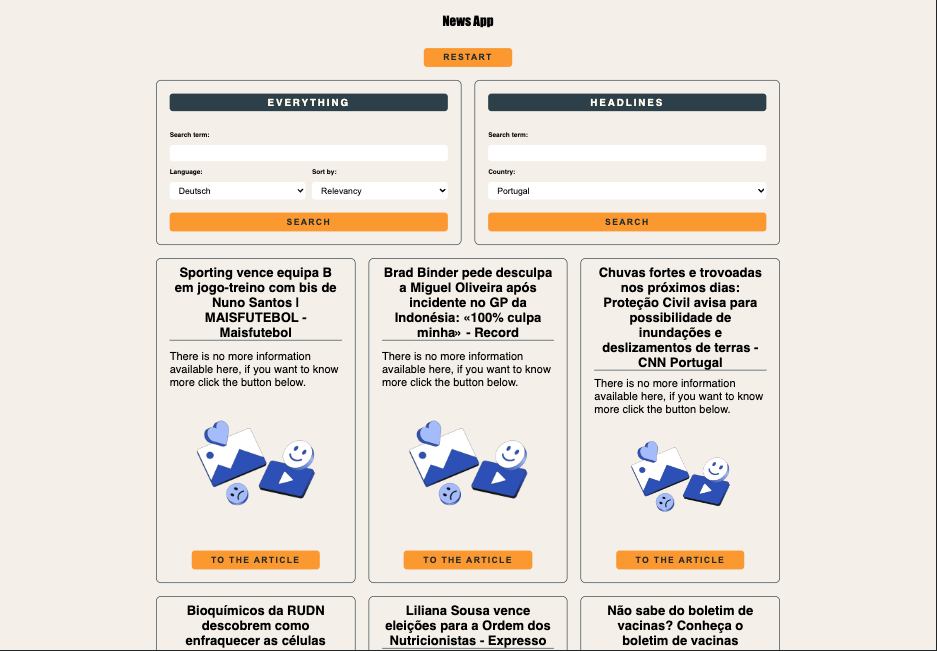 News App
RESTART
EVERYTHING
Search term:
Language:
Sort by:
Deutsch
Relevancy
SEARCH
HEADLINES
Search term:
Country:
Portugal
SEARCH
Sporting vence equipa B
em jogo-treino com bis de
Nuno Santos |
MAISFUTEBOL -
Maisfutebol
There is no more information
available here, if you want to know
more click the button below.
TO THE ARTICLE
Brad Binder pede desculpa
a Miguel Oliveira após
incidente no GP da
Indonésia: «100% culpa
minha» - Record
There is no more information
available here, if you want to know
more click the button below.
TO THE ARTICLE
Chuvas fortes e trovoadas
nos próximos dias:
Proteção Civil avisa para
possibilidade de
inundações e
deslizamentos de terras -
CNN Portugal
There is no more information
available here, if you want to know
more click the button below.
TO THE ARTICLE
Bioquímicos da RUDN
descobrem como
enfraquecer as células
Liliana Sousa vence
eleições para a Ordem dos
Nutricionistas - Expresso
Não sabe do boletim de
vacinas? Conheça o
boletim de vacinas